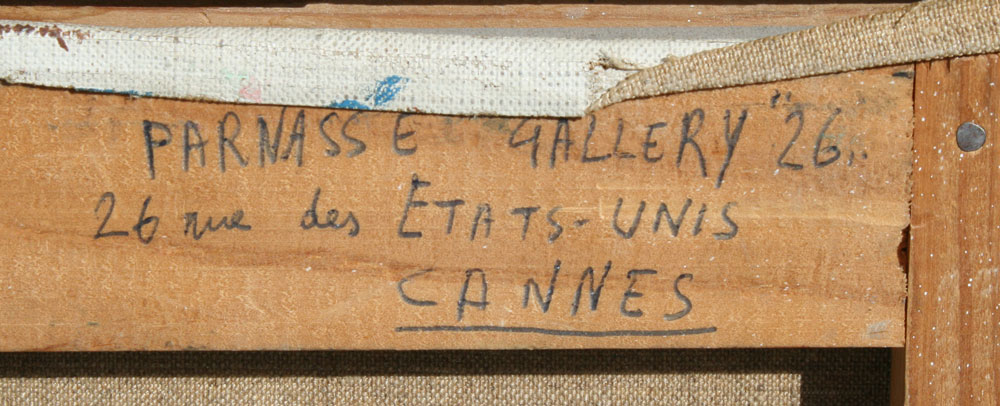 PARNASSE GALLERY "26"
26 rue des ETATS-UNIS
CANNES